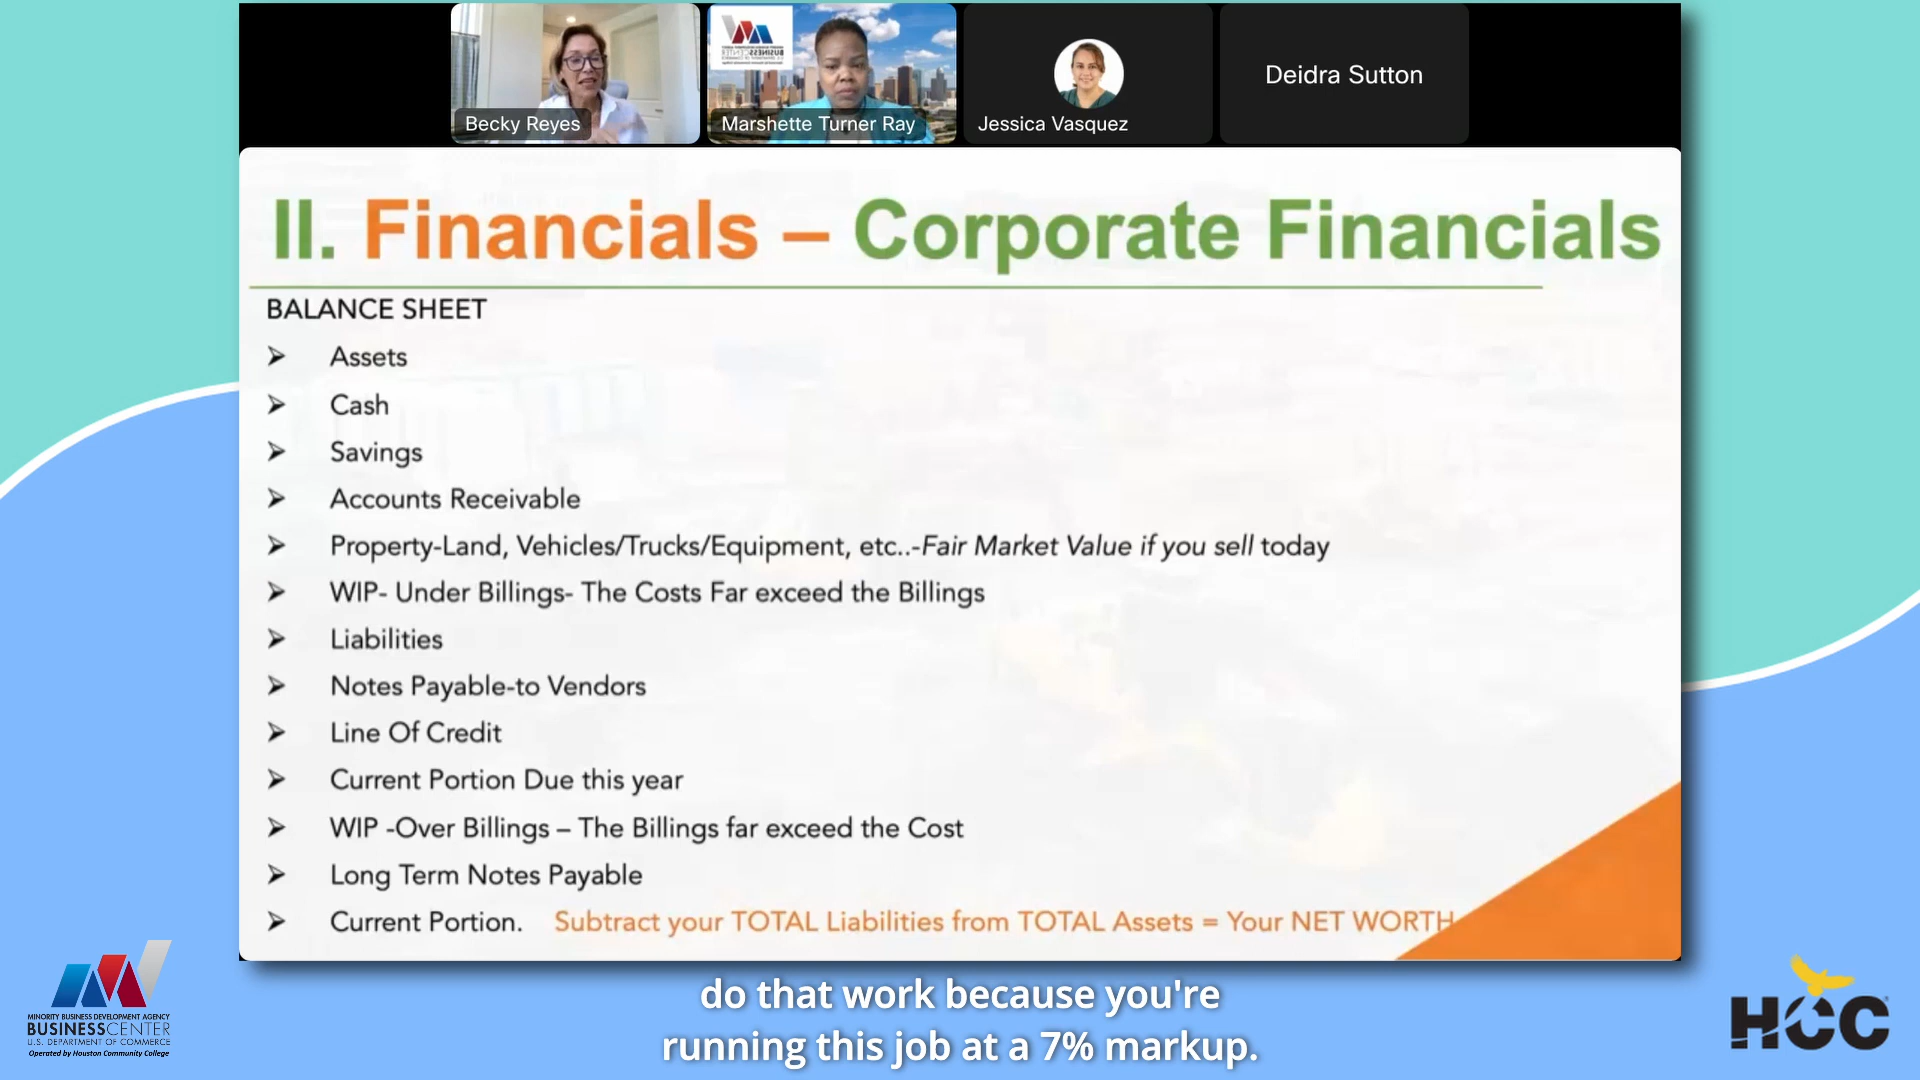 Becky Reyes
Marshette Turner Ray
Jessica Vasquez
Deidra Sutton
II. Financials – Corporate Financials
BALANCE SHEET
➢ Assets
➢ Cash
➢ Savings
➢ Accounts Receivable
➢ Property-Land, Vehicles/Trucks/Equipment, etc..-Fair Market Value if you sell today
➢ WIP- Under Billings- The Costs Far exceed the Billings
➢ Liabilities
➢ Notes Payable-to Vendors
➢ Line Of Credit
➢ Current Portion Due this year
➢ WIP -Over Billings – The Billings far exceed the Cost
➢ Long Term Notes Payable
➢ Current Portion. Subtract your TOTAL Liabilities from TOTAL Assets = Your NET WORTH
do that work because you're
running this job at a 7% markup.
MINORITY BUSINESS DEVELOPMENT AGENCY
BUSINESSCENTER
U.S. DEPARTMENT OF COMMERCE
Operated by Houston Community College
HCC